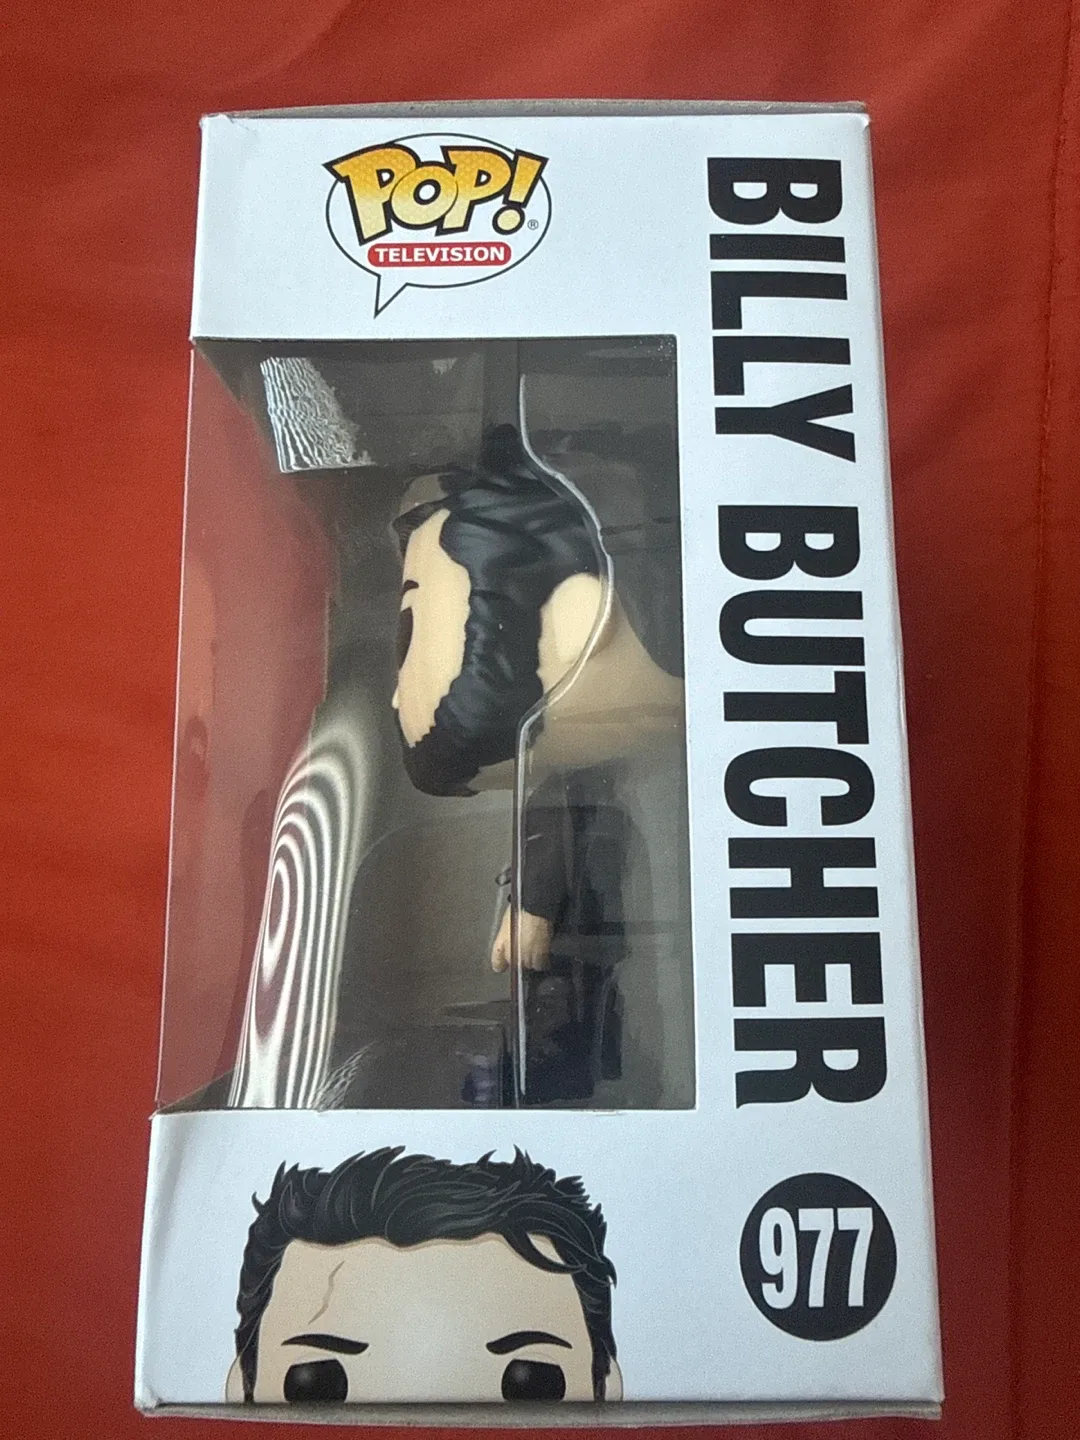 POP!®
TELEVISION
BILLY BUTCHER
977